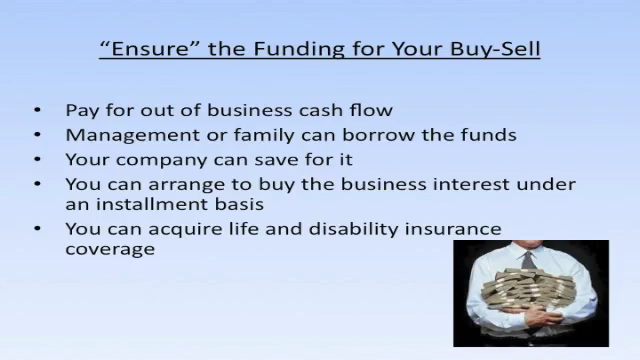 “Ensure” the Funding for Your Buy-Sell
• Pay for out of business cash flow
• Management or family can borrow the funds
• Your company can save for it
• You can arrange to buy the business interest under
an installment basis
• You can acquire life and disability insurance
coverage